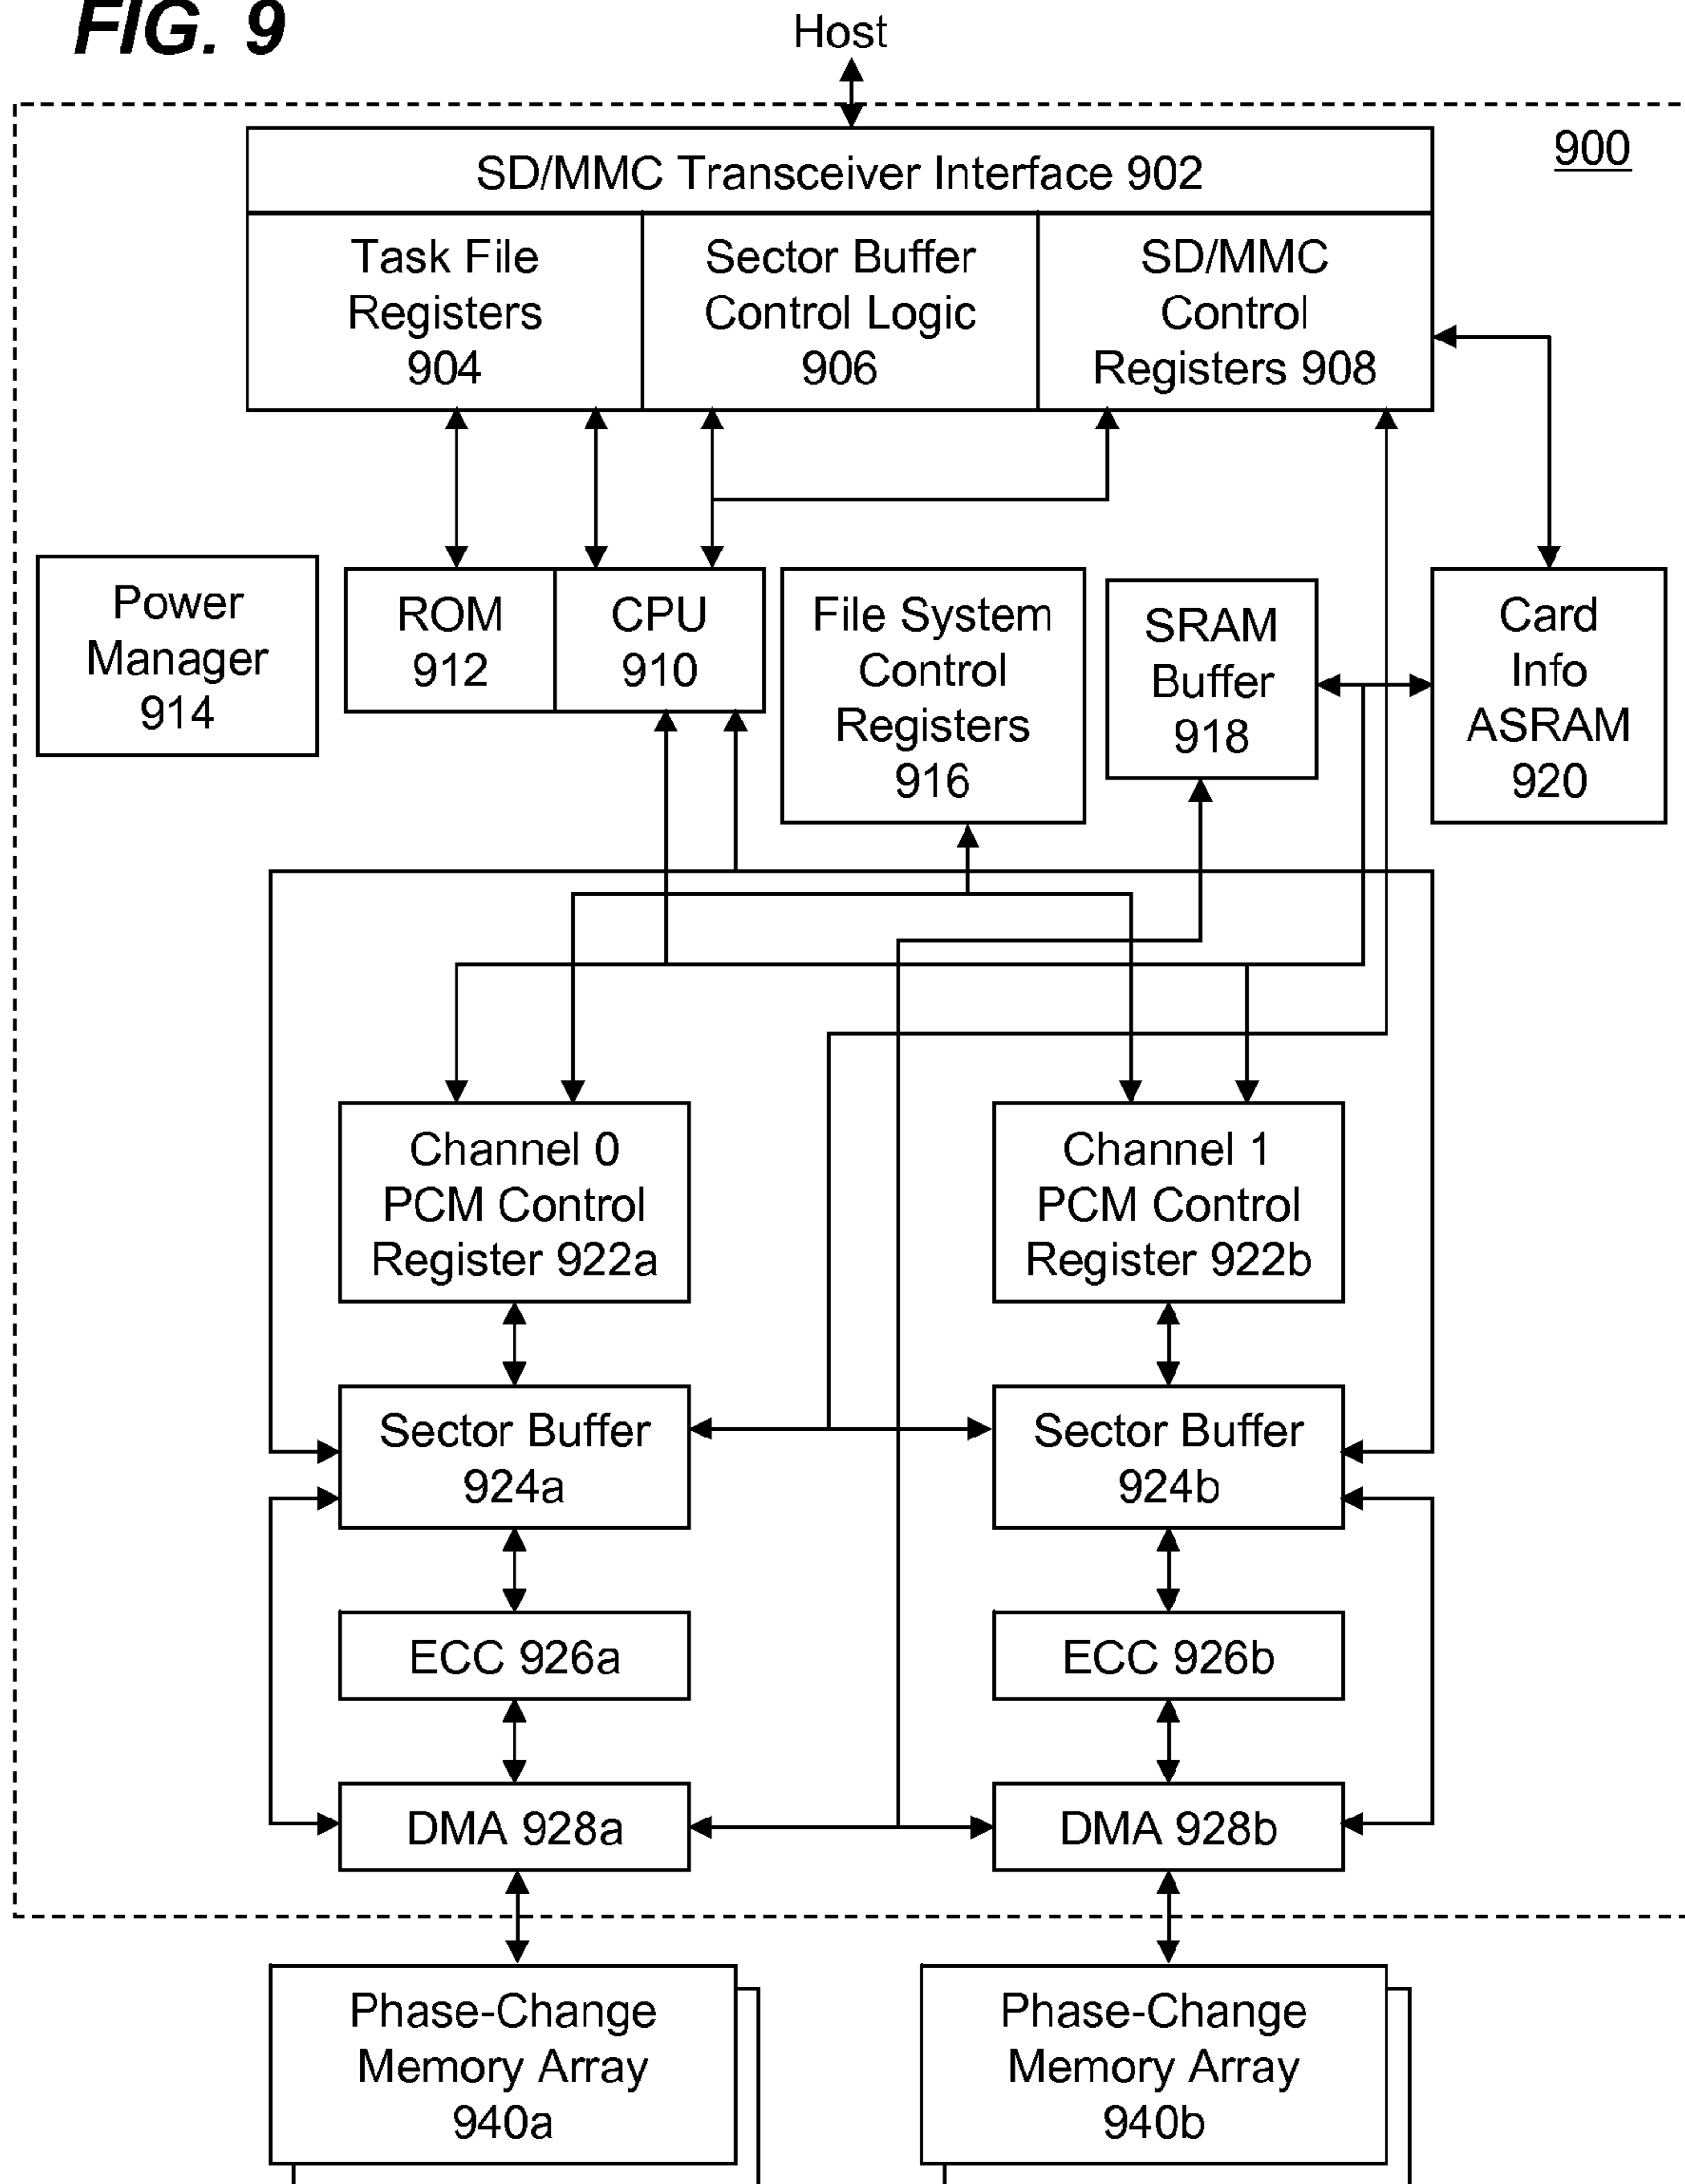 FIG. 9
Host
900
SD/MMC Transceiver Interface 902
Task File
Registers
904
Sector Buffer
Control Logic
906
SD/MMC
Control
Registers 908
Power
Manager
914
ROM
912
CPU
910
File System
Control
Registers
916
SRAM
Buffer
918
Card
Info
ASRAM
920
Channel 0
PCM Control
Register 922a
Channel 1
PCM Control
Register 922b
Sector Buffer
924a
Sector Buffer
924b
ECC 926a
ECC 926b
DMA 928a
DMA 928b
Phase-Change
Memory Array
940a
Phase-Change
Memory Array
940b